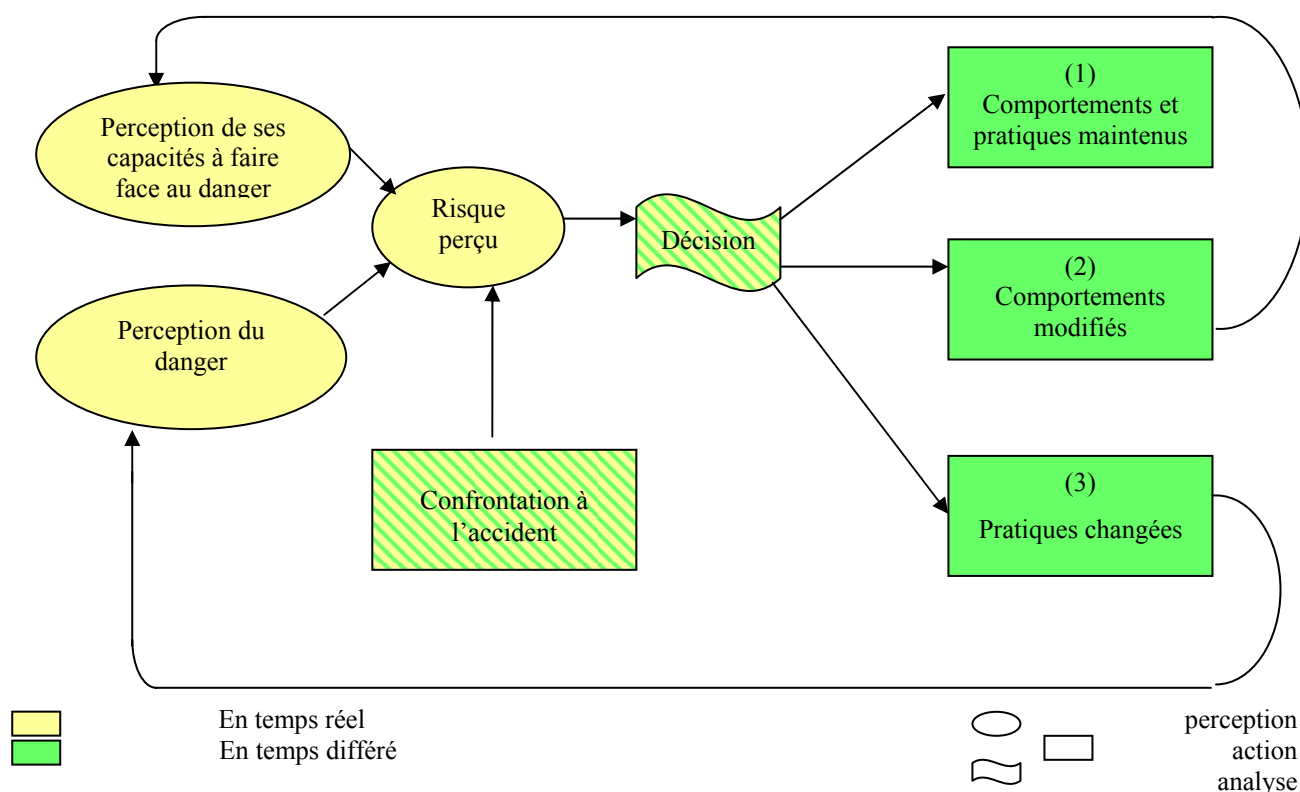 Perception de ses
capacités à faire
face au danger
Perception du
danger
Risque
perçu
Confrontation à
l’accident
Décision
(1)
Comportements et
pratiques maintenus
(2)
Comportements
modifiés
(3)
Pratiques changées
En temps réel
En temps différé
perception
action
analyse